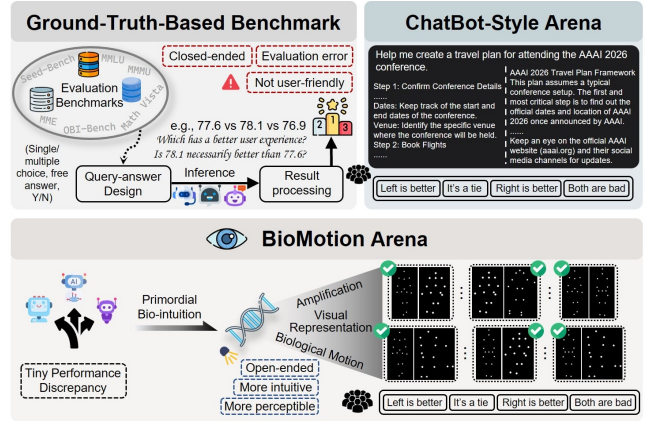 Ground-Truth-Based Benchmark
Seed-Bench
MMLU
MMMU
Evaluation
Benchmarks
MME
OBI-Bench
Math Vista
(Single/
multiple
choice, free
answer,
Y/N)
Closed-ended
Evaluation error
Not user-friendly
2
1
3
e.g., 77.6 vs 78.1 vs 76.9
Which has a better user experience?
Is 78.1 necessarily better than 77.6?
Query-answer
Design
Inference
Result
processing
ChatBot-Style Arena
Help me create a travel plan for attending the AAAI 2026
conference.
Step 1: Confirm Conference Details
......
Dates: Keep track of the start and
end dates of the conference.
Venue: Identify the specific venue
where the conference will be held.
Step 2: Book Flights
......
AAAI 2026 Travel Plan Framework
This plan assumes a typical
conference setup. The first and
most critical step is to find out the
official dates and location of AAAI
2026 once announced by AAAI.
......
Keep an eye on the official AAAI
website (aaai.org) and their social
media channels for updates.
Left is better
It's a tie
Right is better
Both are bad
BioMotion Arena
AI
Tiny Performance
Discrepancy
Primordial
Bio-intuition
Amplification
Visual
Representation
Biological Motion
Open-ended
More intuitive
More perceptible
Left is better
It's a tie
Right is better
Both are bad